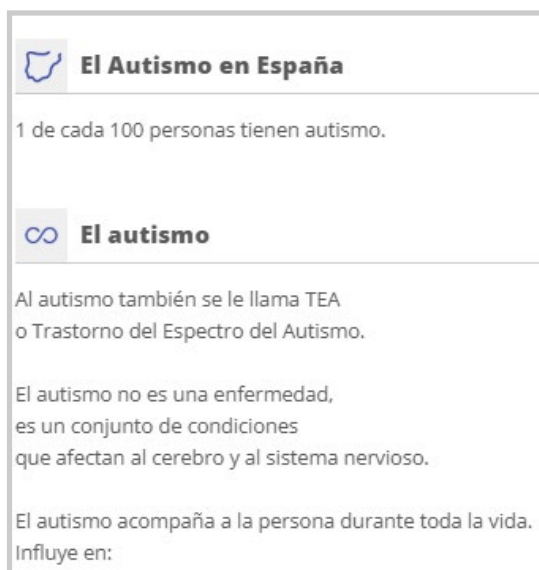 El Autismo en España
1 de cada 100 personas tienen autismo.
El autismo
Al autismo también se le llama TEA
o Trastorno del Espectro del Autismo.
El autismo no es una enfermedad,
es un conjunto de condiciones
que afectan al cerebro y al sistema nervioso.
El autismo acompaña a la persona durante toda la vida.
Influye en: